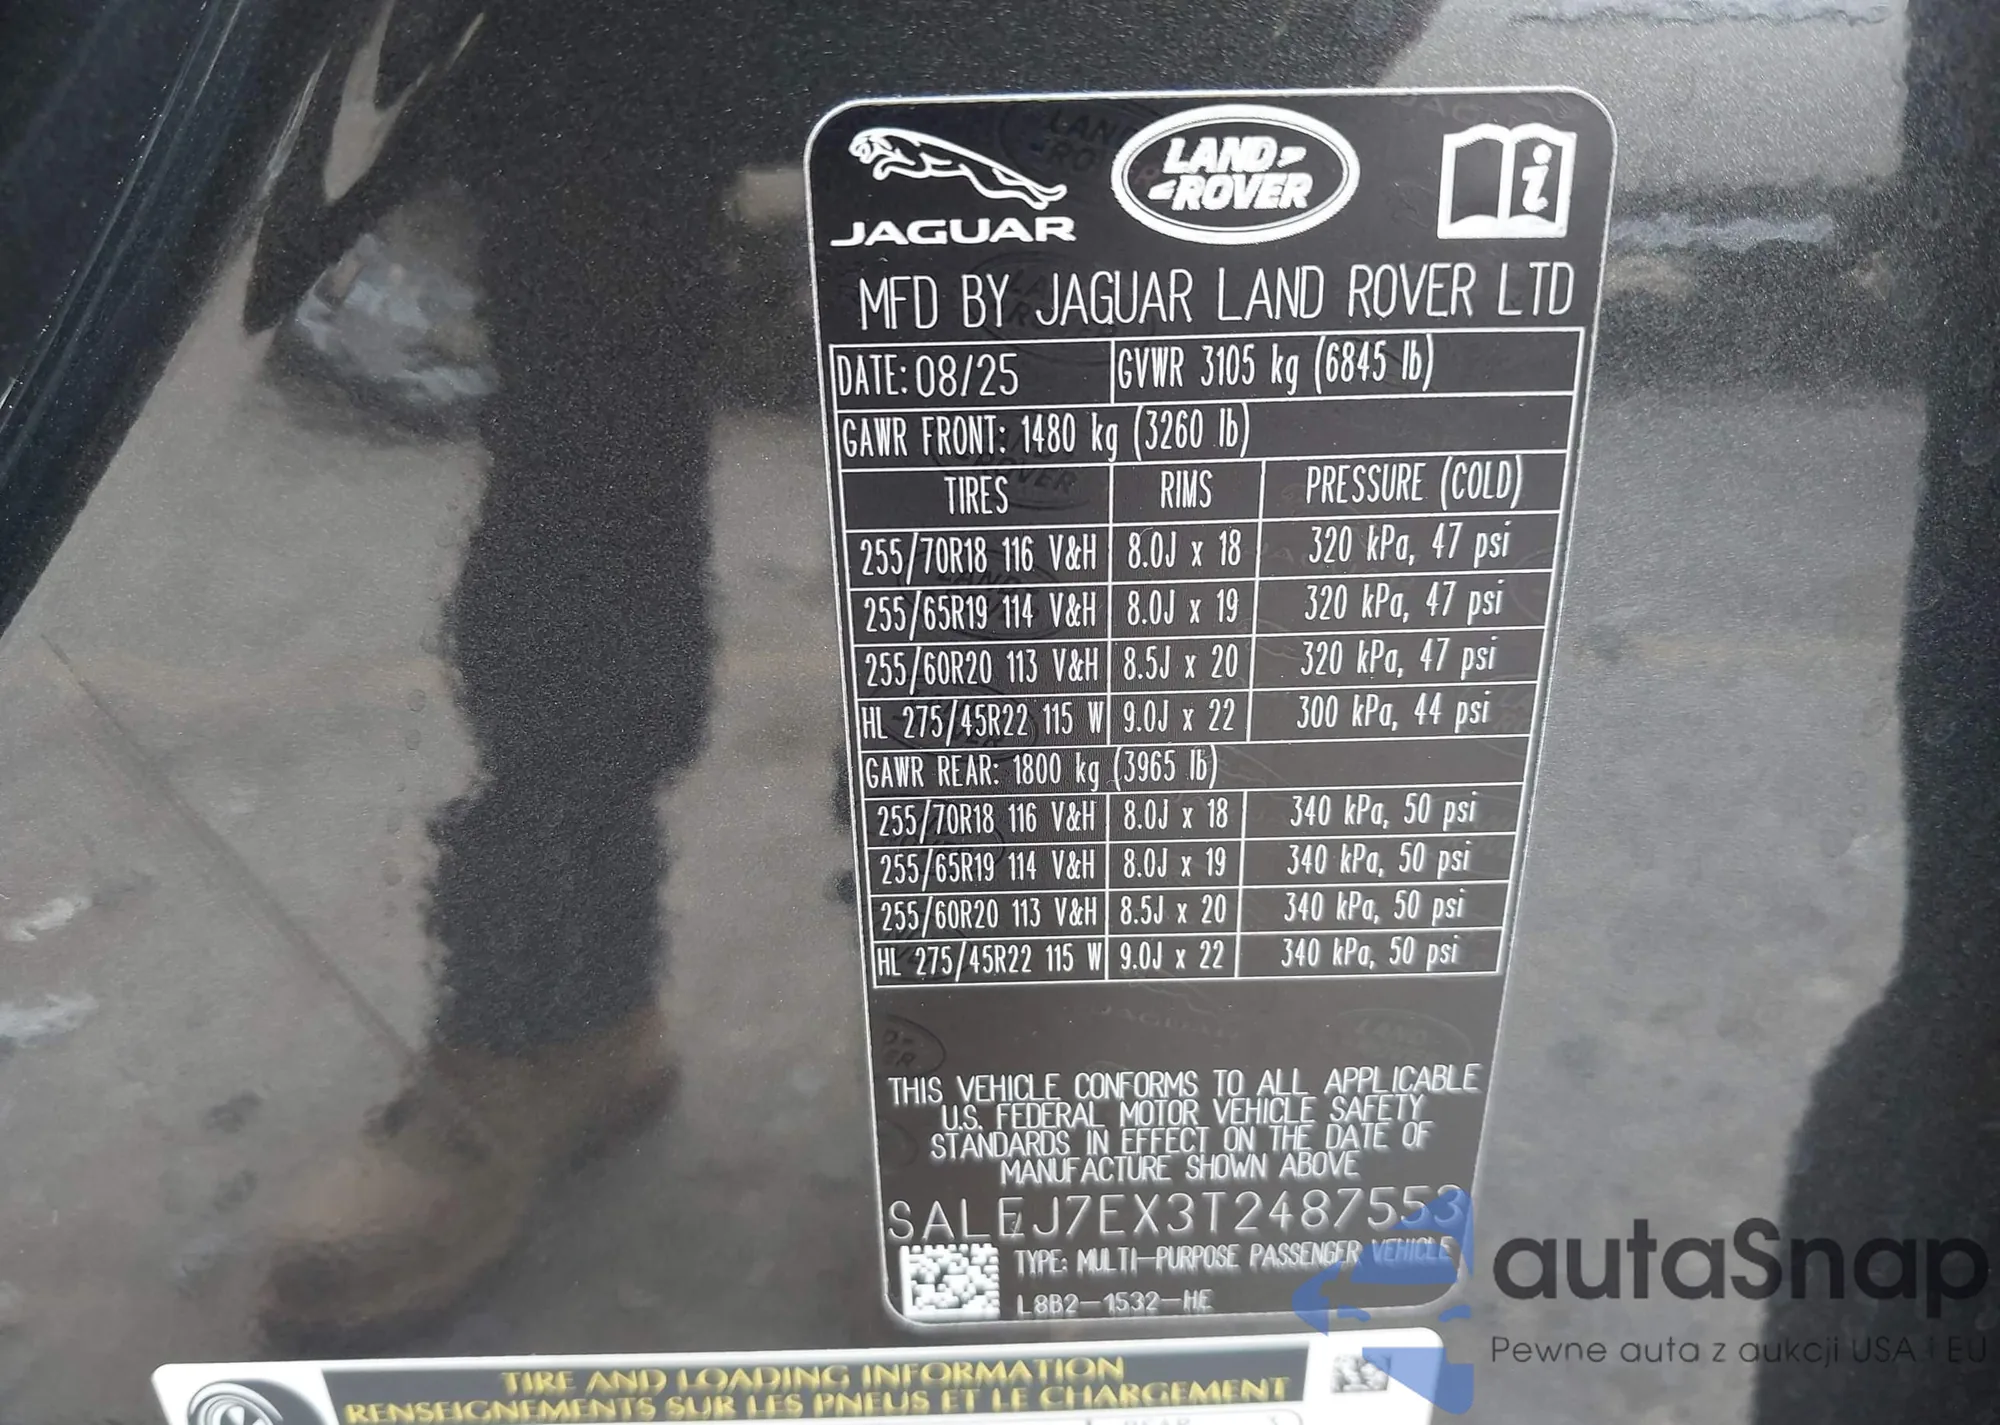 JAGUAR
LAND ROVER
MFD BY JAGUAR LAND ROVER LTD
DATE: 08/25 GVWR 3105 kg (6845 lb)
GAWR FRONT: 1480 kg (3260 lb)
TIRES RIMS PRESSURE (COLD)
255/70R18 116 V&H 8.0J x 18 320 kPa, 47 psi
255/65R19 114 V&H 8.0J x 19 320 kPa, 47 psi
255/60R20 113 V&H 8.5J x 20 320 kPa, 47 psi
HL 275/45R22 115 W 9.0J x 22 300 kPa, 44 psi
GAWR REAR: 1800 kg (3965 lb)
255/70R18 116 V&H 8.0J x 18 340 kPa, 50 psi
255/65R19 114 V&H 8.0J x 19 340 kPa, 50 psi
255/60R20 113 V&H 8.5J x 20 340 kPa, 50 psi
HL 275/45R22 115 W 9.0J x 22 340 kPa, 50 psi
THIS VEHICLE CONFORMS TO ALL APPLICABLE
U.S. FEDERAL MOTOR VEHICLE SAFETY
STANDARDS IN EFFECT ON THE DATE OF
MANUFACTURE SHOWN ABOVE
SALEJ7EX3T2487553
TYPE: MULTI-PURPOSE PASSENGER VEHICLE
L8B2-1532-HE
autaSnap
Pewne auta z aukcji USA i EU
TIRE AND LOADING INFORMATION
RENSEIGNEMENTS SUR LES PNEUS ET LE CHARGEMENT